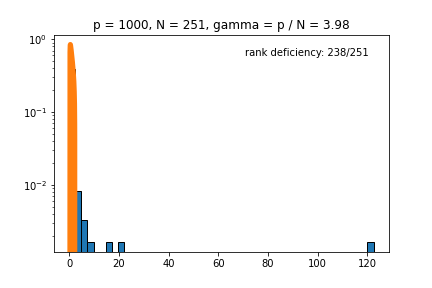 p = 1000, N = 251, gamma = p / N = 3.98
rank deficiency: 238/251
10⁰
10⁻¹
10⁻²
0 20 40 60 80 100 120